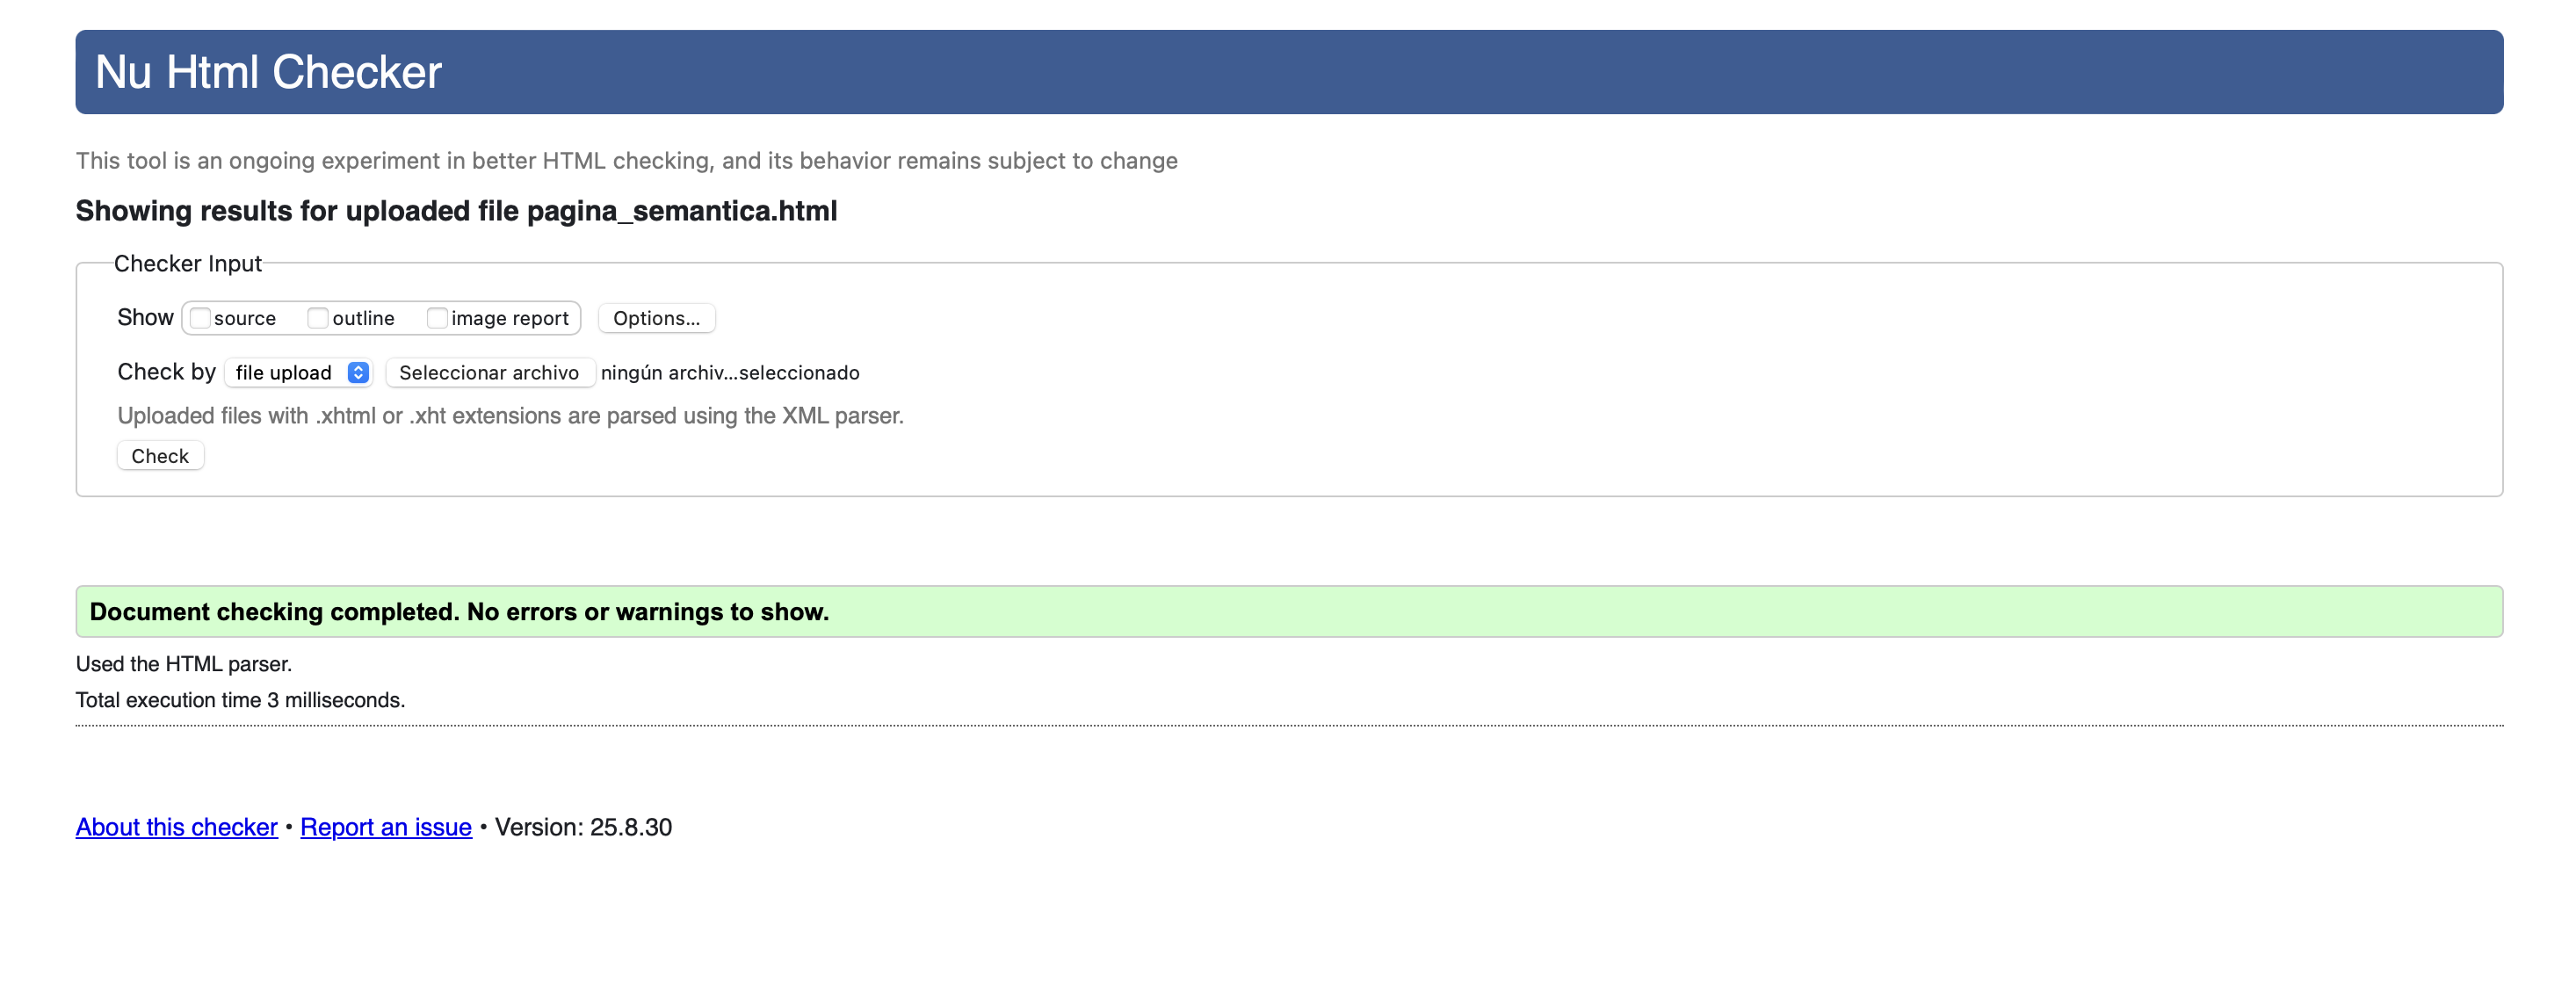 Nu Html Checker
This tool is an ongoing experiment in better HTML checking, and its behavior remains subject to change
Showing results for uploaded file pagina_semantica.html
Checker Input
Show source outline image report Options...
Check by file upload Seleccionar archivo ningún archiv...seleccionado
Uploaded files with .xhtml or .xht extensions are parsed using the XML parser.
Check
Document checking completed. No errors or warnings to show.
Used the HTML parser.
Total execution time 3 milliseconds.
About this checker • Report an issue • Version: 25.8.30